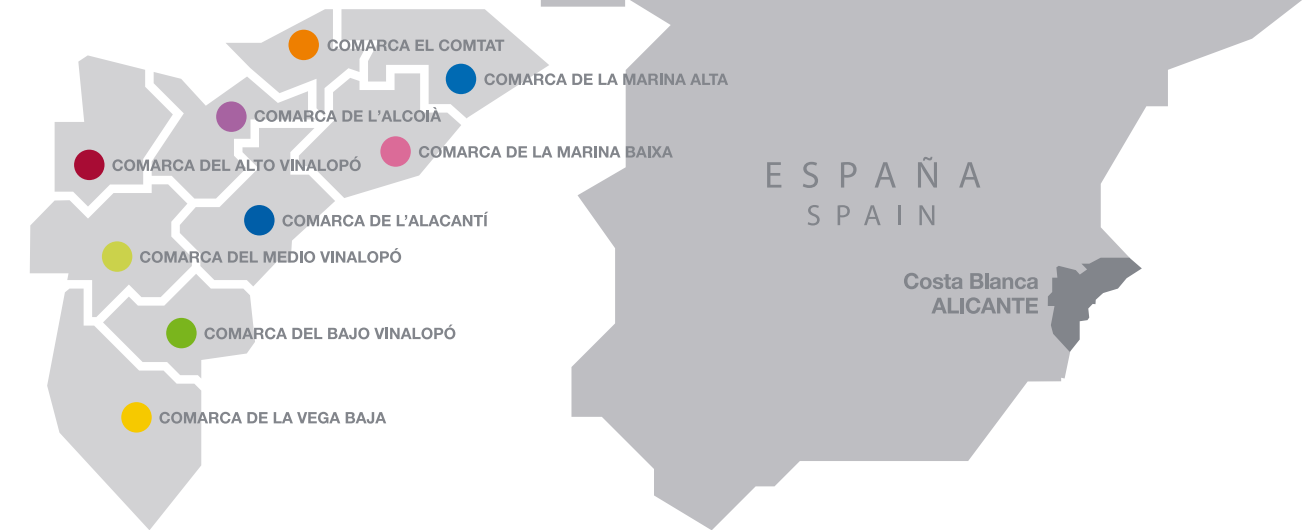 COMARCA EL COMTAT
COMARCA DE LA MARINA ALTA
COMARCA DE L'ALCOIÀ
COMARCA DE LA MARINA BAIXA
COMARCA DEL ALTO VINALOPÓ
COMARCA DE L'ALACANTÍ
COMARCA DEL MEDIO VINALOPÓ
COMARCA DEL BAJO VINALOPÓ
COMARCA DE LA VEGA BAJA
ESPAÑA
SPAIN
Costa Blanca
ALICANTE